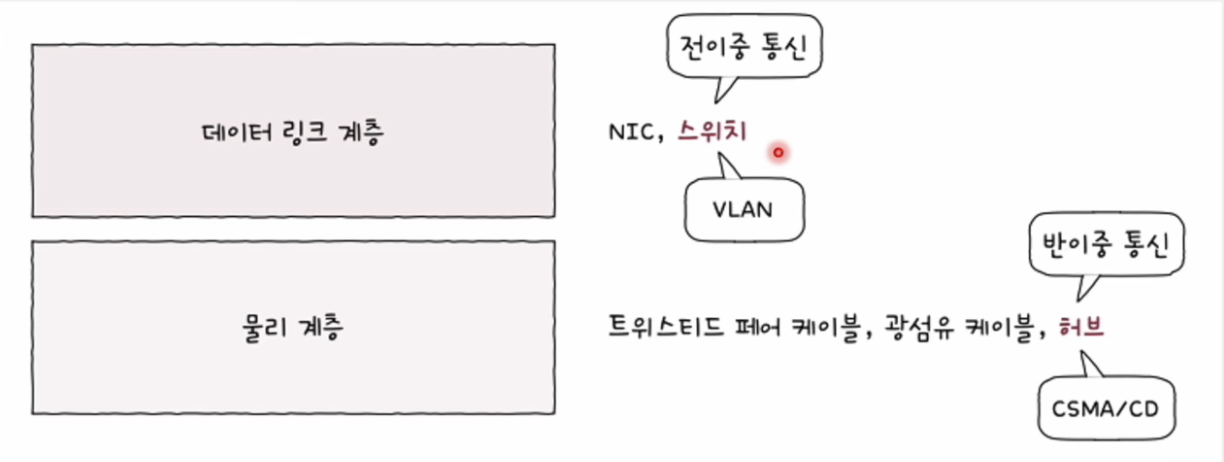 전이중 통신
데이터 링크 계층
NIC, 스위치
VLAN
반이중 통신
물리 계층
트위스티드 페어 케이블, 광섬유 케이블, 허브
CSMA/CD